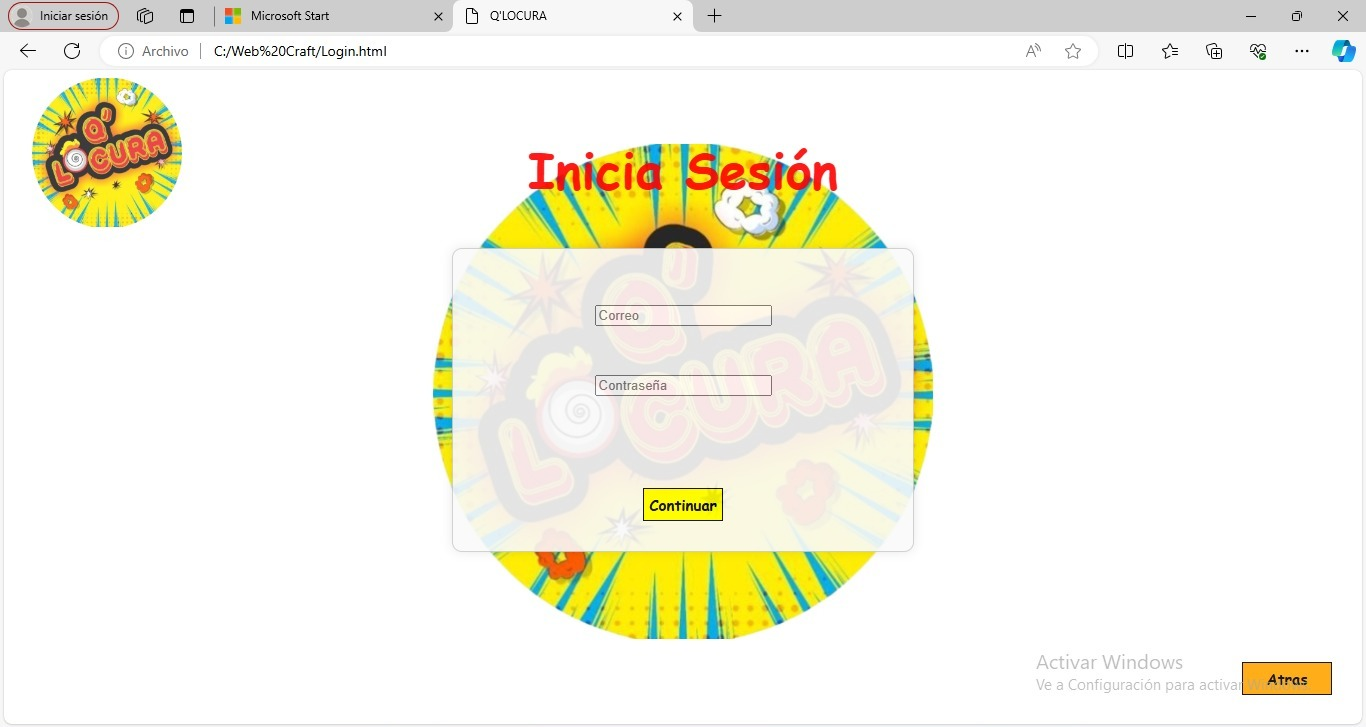 Iniciar sesión
Microsoft Start
Q'LOCURA
Archivo
C:/Web%20Craft/Login.html
Q'
LOCURA
Inicia Sesión
Q'
LOCURA
Correo
Contraseña
Continuar
Activar Windows
Ve a Configuración para activar Windows.
Atras